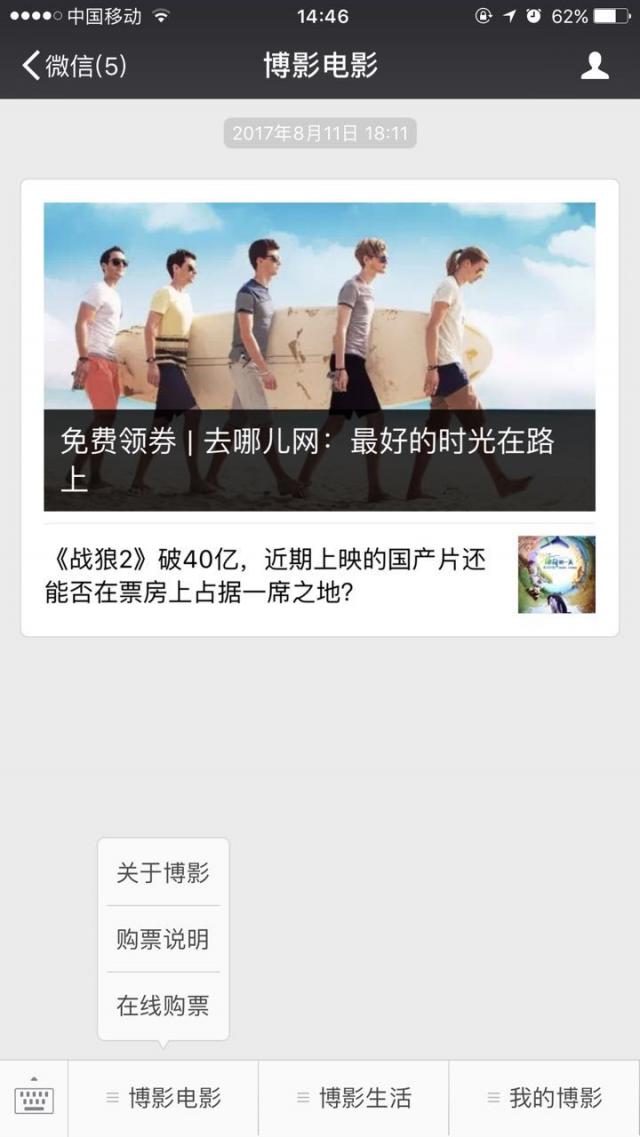 中国移动
14:46
62%
微信(5)
博影电影
2017年8月11日 18:11
免费领券 | 去哪儿网：最好的时光在路
上
《战狼2》破40亿，近期上映的国产片还
能否在票房上占据一席之地?
关于博影
购票说明
在线购票
博影电影
博影生活
我的博影